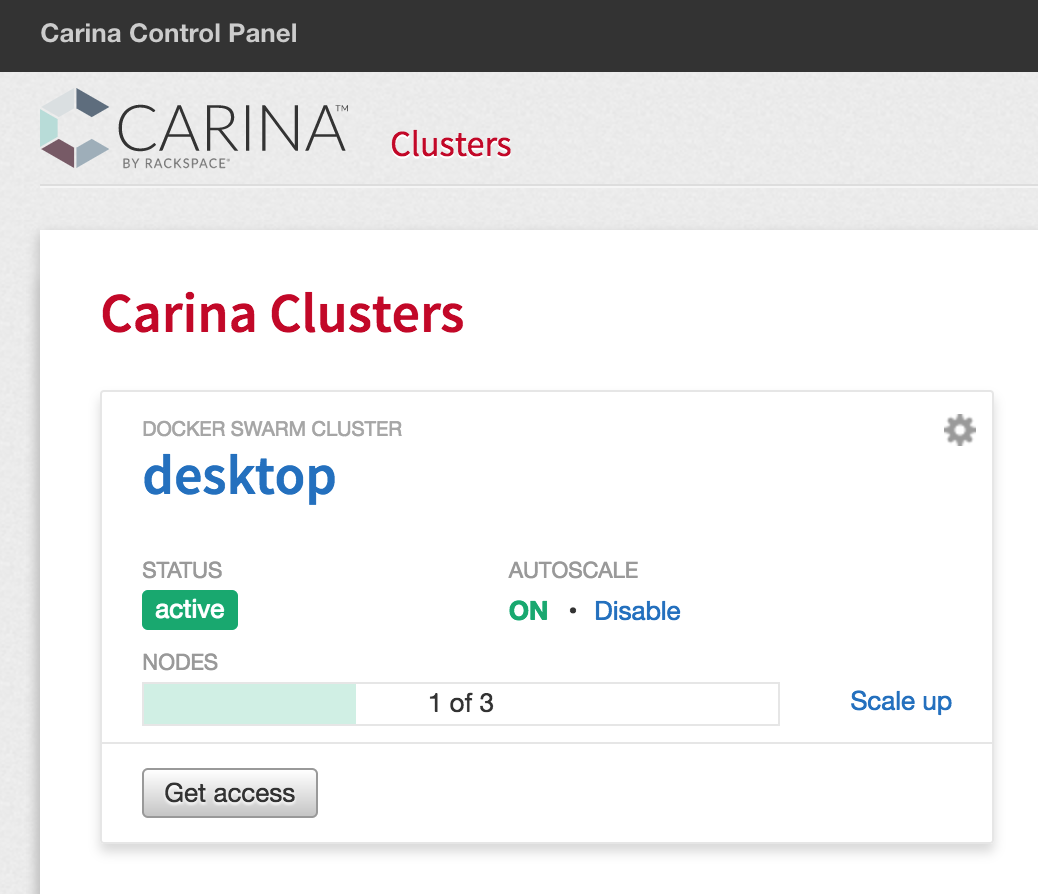 Carina Control Panel
CARINA™
BY RACKSPACE®
Clusters
Carina Clusters
DOCKER SWARM CLUSTER
desktop
STATUS
AUTOSCALE
active
ON • Disable
NODES
1 of 3
Scale up
Get access